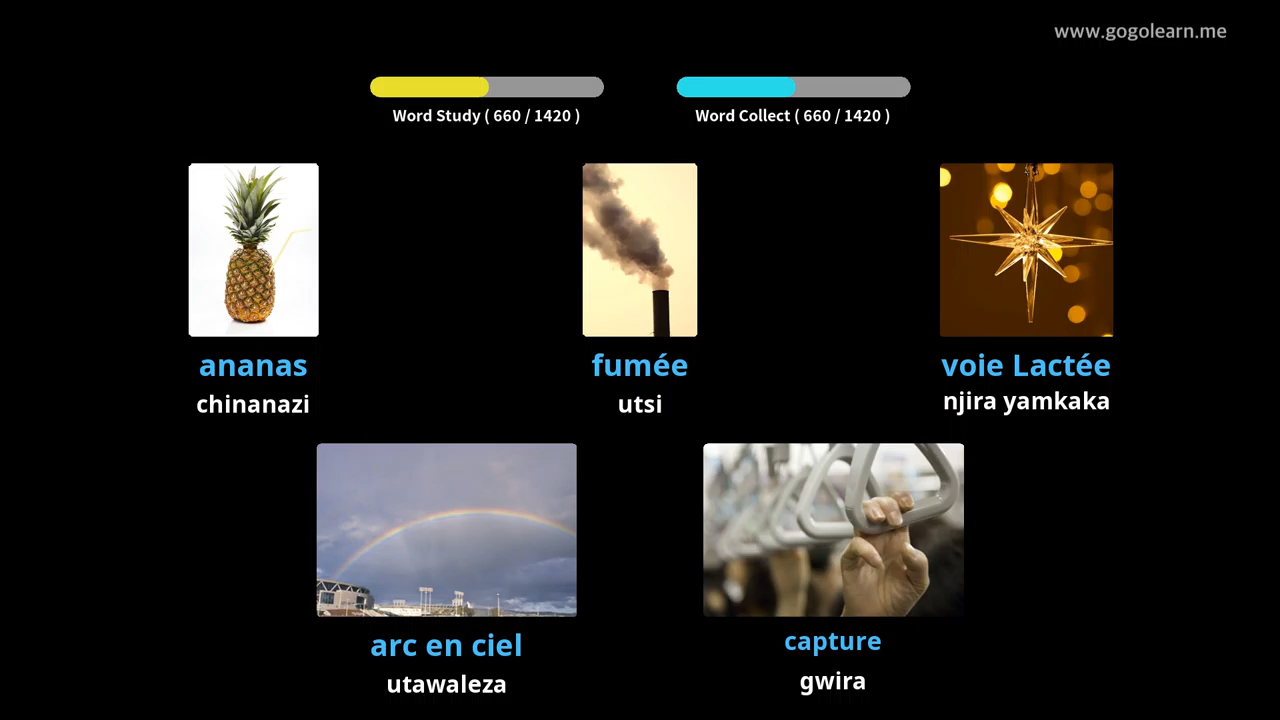 www.gogolearn.me
Word Study ( 660 / 1420 )
Word Collect ( 660 / 1420 )
ananas
chinanazi
fumée
utsi
voie Lactée
njira yamkaka
arc en ciel
utawaleza
capture
gwira